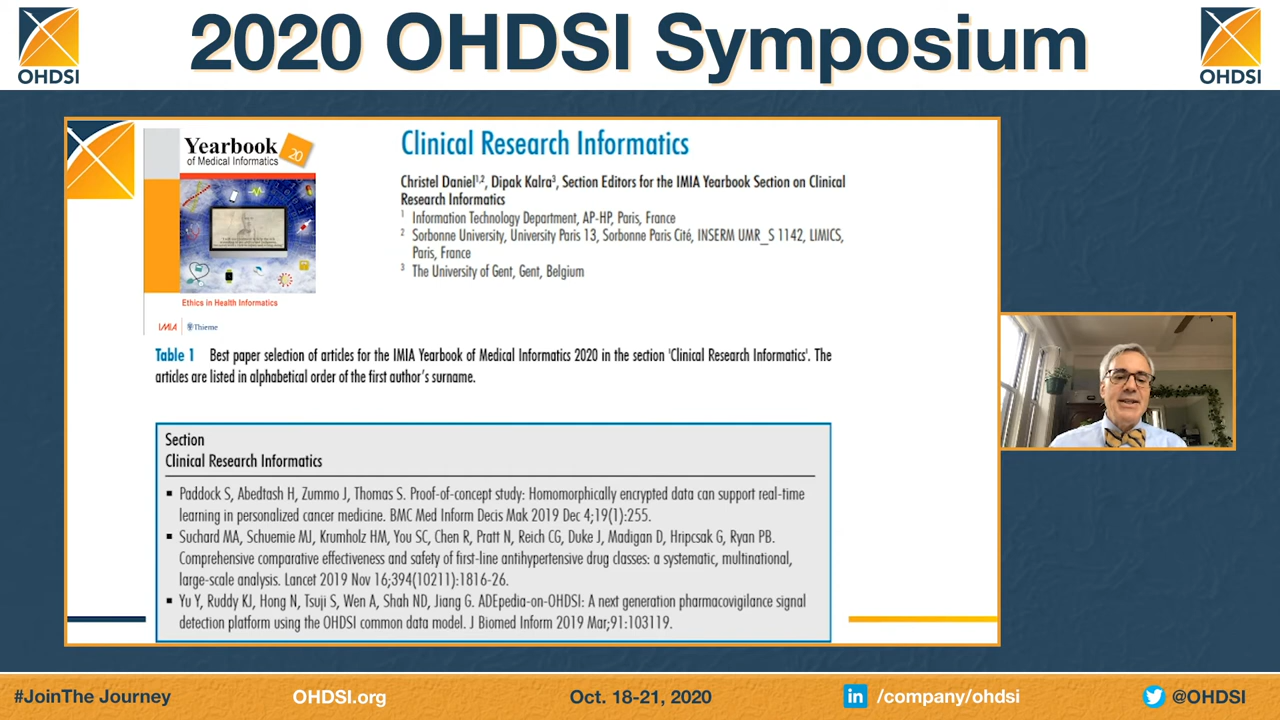 OHDSI
2020 OHDSI Symposium
OHDSI
Yearbook
of Medical Informatics
20
Ethics in Health Informatics
IMIA
Thieme
Clinical Research Informatics
Christel Daniel1,2, Dipak Kalra3, Section Editors for the IMIA Yearbook Section on Clinical
Research Informatics
1 Information Technology Department, AP-HP, Paris, France
2 Sorbonne University, University Paris 13, Sorbonne Paris Cité, INSERM UMR_S 1142, LIMICS,
Paris, France
3 The University of Gent, Gent, Belgium
Table 1 Best paper selection of articles for the IMIA Yearbook of Medical Informatics 2020 in the section 'Clinical Research Informatics'. The
articles are listed in alphabetical order of the first author's surname.
Section
Clinical Research Informatics
▪ Paddock S, Abedtash H, Zummo J, Thomas S. Proof-of-concept study: Homomorphically encrypted data can support real-time
learning in personalized cancer medicine. BMC Med Inform Decis Mak 2019 Dec 4;19(1):255.
▪ Suchard MA, Schuemie MJ, Krumholz HM, You SC, Chen R, Pratt N, Reich CG, Duke J, Madigan D, Hripcsak G, Ryan PB.
Comprehensive comparative effectiveness and safety of first-line antihypertensive drug classes: a systematic, multinational,
large-scale analysis. Lancet 2019 Nov 16;394(10211):1816-26.
▪ Yu Y, Ruddy KJ, Hong N, Tsuji S, Wen A, Shah ND, Jiang G. ADEpedia-on-OHDSI: A next generation pharmacovigilance signal
detection platform using the OHDSI common data model. J Biomed Inform 2019 Mar;91:103119.
#JoinThe Journey
OHDSI.org
Oct. 18-21, 2020
in /company/ohdsi
@OHDSI